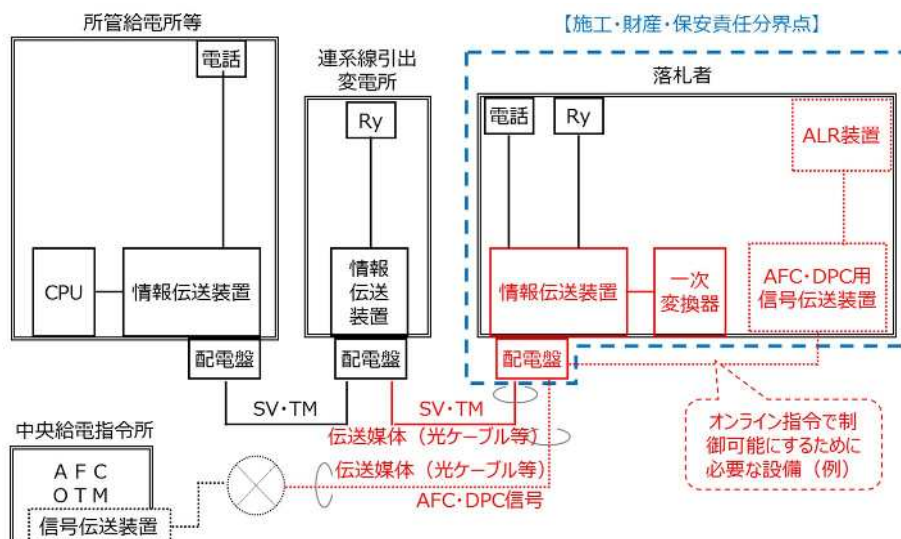 所管給電所等
電話
CPU
情報伝送装置
配電盤
連系線引出
変電所
Ry
情報
伝送
装置
配電盤
【施工・財産・保安責任分界点】
落札者
電話
Ry
ALR装置
情報伝送装置
一次
変換器
AFC・DPC用
信号伝送装置
配電盤
SV・TM
SV・TM
伝送媒体（光ケーブル等）
オンライン指令で制
御可能にするために
必要な設備（例）
中央給電指令所
AFC
OTM
信号伝送装置
伝送媒体（光ケーブル等）
AFC・DPC信号